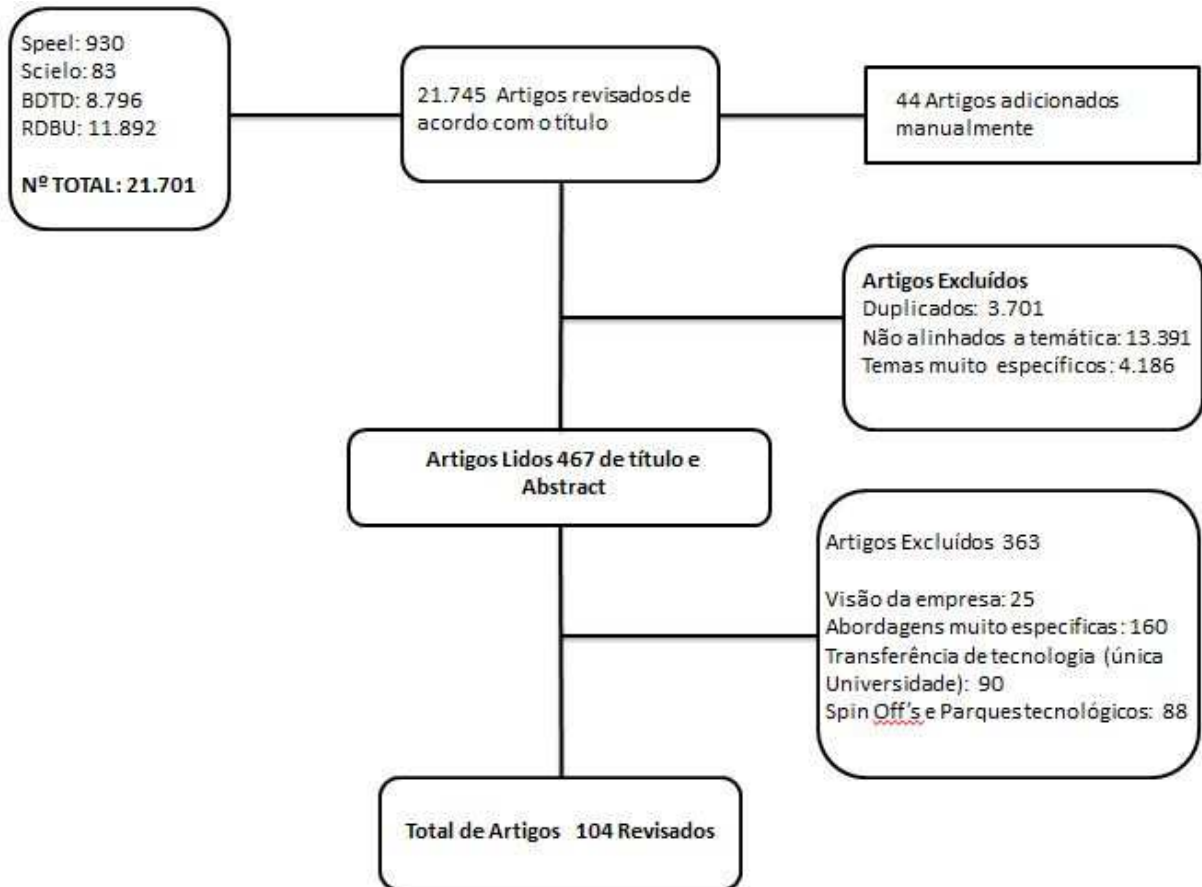 Speel: 930
Scielo: 83
BDTD: 8.796
RDBU: 11.892
Nº TOTAL: 21.701
21.745 Artigos revisados de
acordo com o título
44 Artigos adicionados
manualmente
Artigos Excluídos
Duplicados: 3.701
Não alinhados a temática: 13.391
Temas muito específicos: 4.186
Artigos Lidos 467 de título e
Abstract
Artigos Excluídos 363
Visão da empresa: 25
Abordagens muito especificas: 160
Transferência de tecnologia (única
Universidade): 90
Spin Off's e Parques tecnológicos: 88
Total de Artigos 104 Revisados